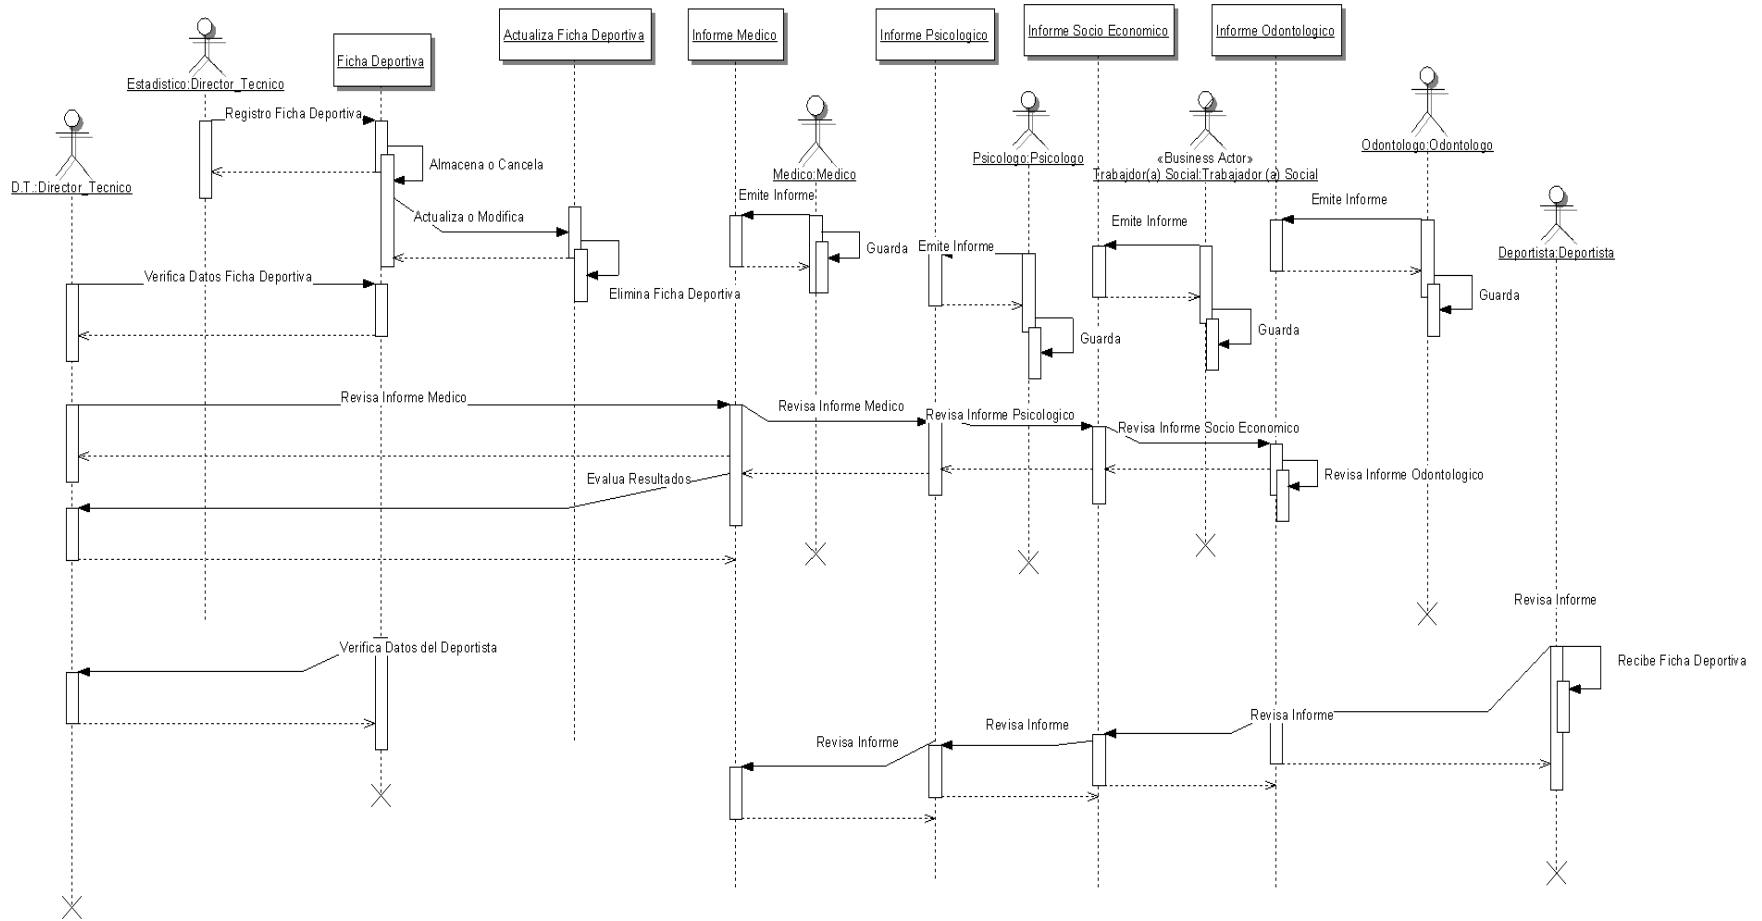 Actualiza Ficha Deportiva
Informe Medico
Informe Psicologico
Informe Socio Economico
Informe Odontologico
Ficha Deportiva
Estadistico:Director_Tecnico
Registro Ficha Deportiva
Almacena o Cancela
D.T.:Director_Tecnico
Medico:Medico
Psicologo:Psicologo
«Business Actor»
Trabajdor(a) Social:Trabajador (a) Social
Odontologo:Odontologo
Deportista:Deportista
Emite Informe
Emite Informe
Emite Informe
Emite Informe
Actualiza o Modifica
Guarda
Verifica Datos Ficha Deportiva
Elimina Ficha Deportiva
Guarda
Guarda
Guarda
Revisa Informe Medico
Revisa Informe Medico
Revisa Informe Psicologico
Revisa Informe Socio Economico
Evalua Resultados
Revisa Informe Odontologico
Revisa Informe
Verifica Datos del Deportista
Recibe Ficha Deportiva
Revisa Informe
Revisa Informe
Revisa Informe